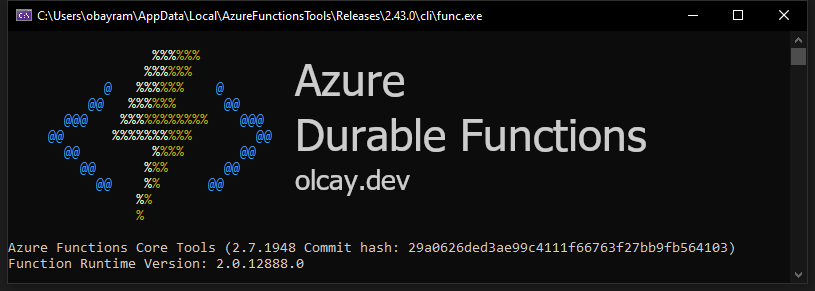 C:\Users\obayram\AppData\Local\AzureFunctionsTools\Releases\2.43.0\cli\func.exe
%%%%%%
%%%%%%
@ %%%%%% @
@@ %%%%%% @@
@@@ %%%%%%%%%%% @@@
@@ %%%%%%%%%% @@
@@ %%%% @@
@@ %%% @@
@@ %% @@
%%
%
Azure
Durable Functions
olcay.dev
Azure Functions Core Tools (2.7.1948 Commit hash: 29a0626ded3ae99c4111f66763f27bb9fb564103)
Function Runtime Version: 2.0.12888.0